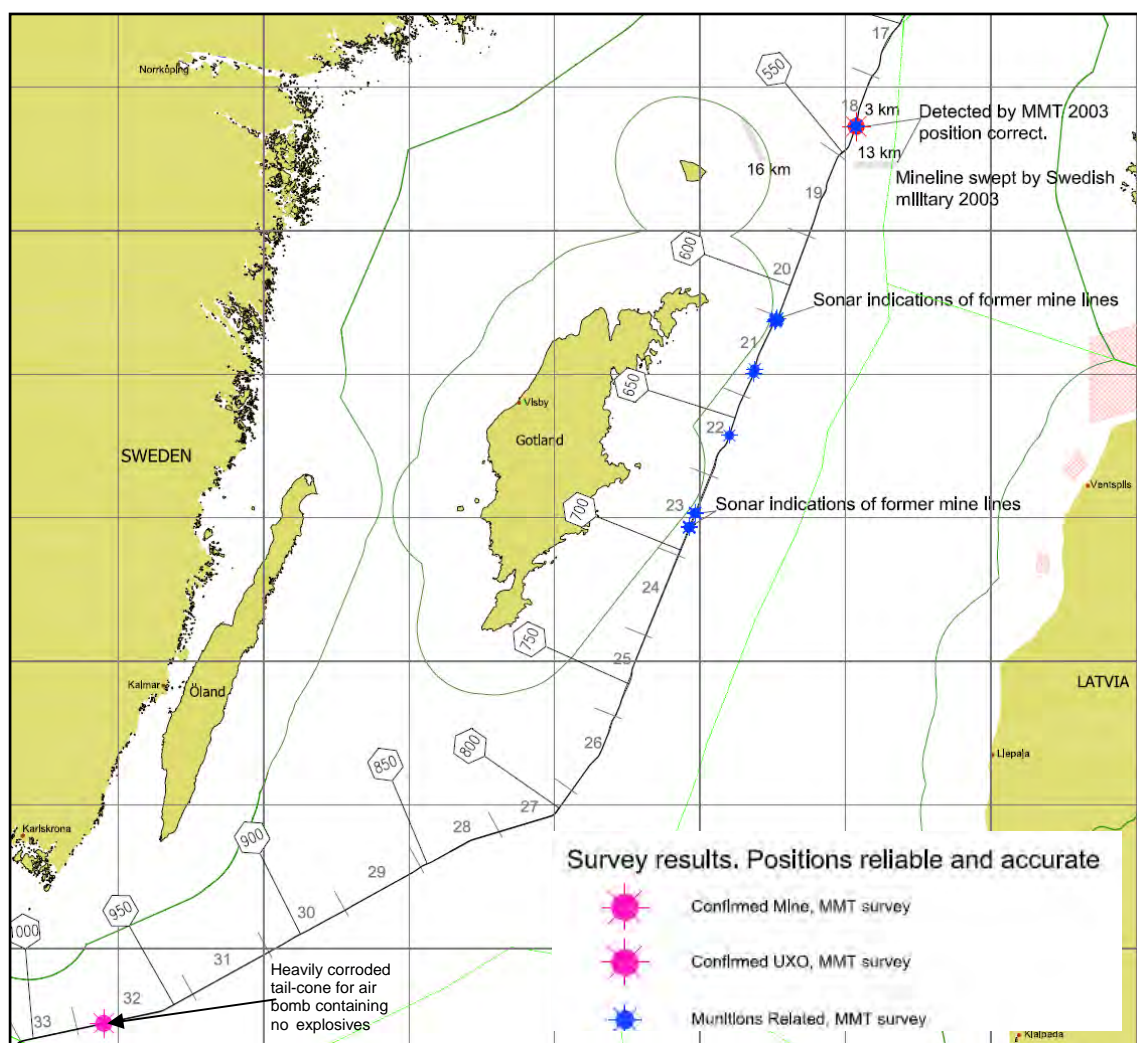 17
Norrköping
550
18
3 km
Detected by MMT 2003
position correct.
13 km
16 km
Mineline swept by Swedish
military 2003
19
600
20
Sonar indications of former mine lines
21
650
Visby
22
Gotland
SWEDEN
Ventspils
700
23
Sonar indications of former mine lines
24
750
25
Kalmar
Öland
LATVIA
26
Liepaja
800
850
27
28
Karlskrona
900
29
Survey results. Positions reliable and accurate
Confirmed Mine, MMT survey
30
950
1000
31
Confirmed UXO, MMT survey
Heavily corroded
tail-cone for air
bomb containing
no explosives
32
33
Munitions Related, MMT survey
Klaipeda